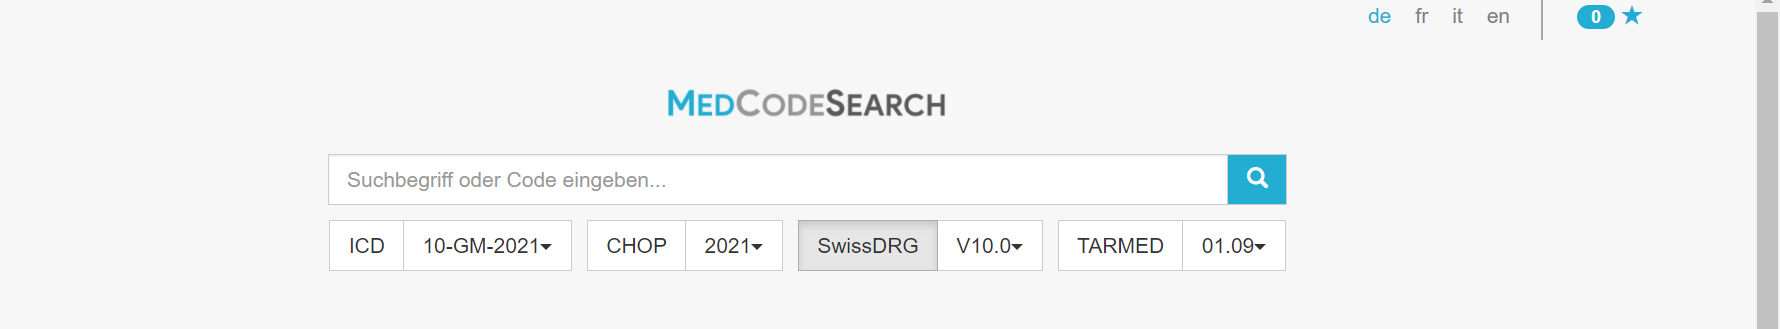 de fr it en 0
MEDCODESEARCH
Suchbegriff oder Code eingeben...
ICD 10-GM-2021 CHOP 2021 SwissDRG V10.0 TARMED 01.09